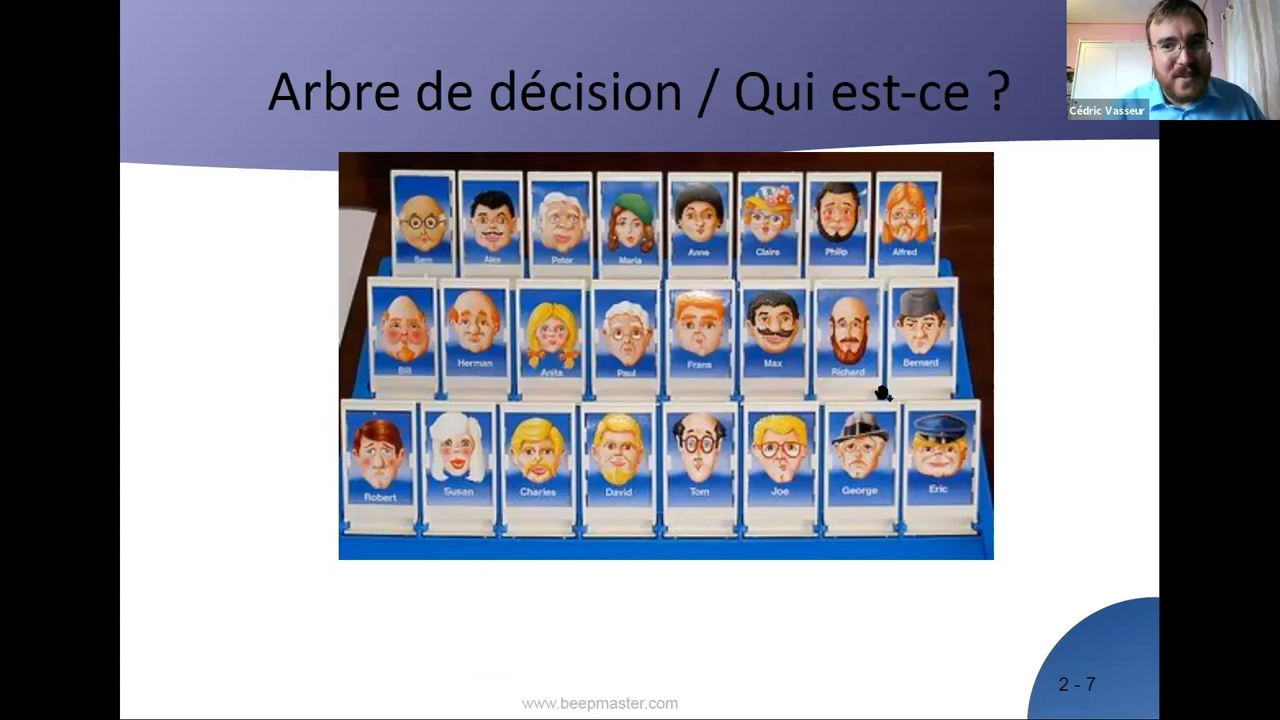 Arbre de décision / Qui est-ce ?
Cédric Vasseur
Sam Alex Peter Maria Anne Claire Philip Alfred
Bill Herman Anita Paul Frans Max Richard Bernard
Robert Susan Charles David Tom Joe George Eric
2 - 7
www.beepmaster.com